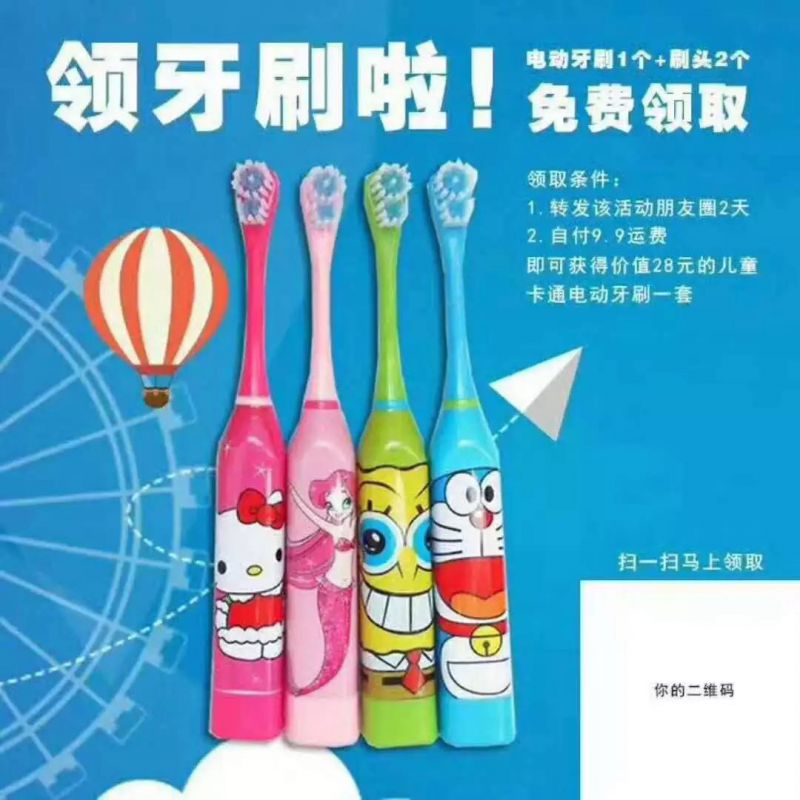 领牙刷啦！
电动牙刷1个+刷头2个
免费领取
领取条件：
1.转发该活动朋友圈2天
2.自付9.9运费
即可获得价值28元的儿童
卡通电动牙刷一套
扫一扫马上领取
你的二维码